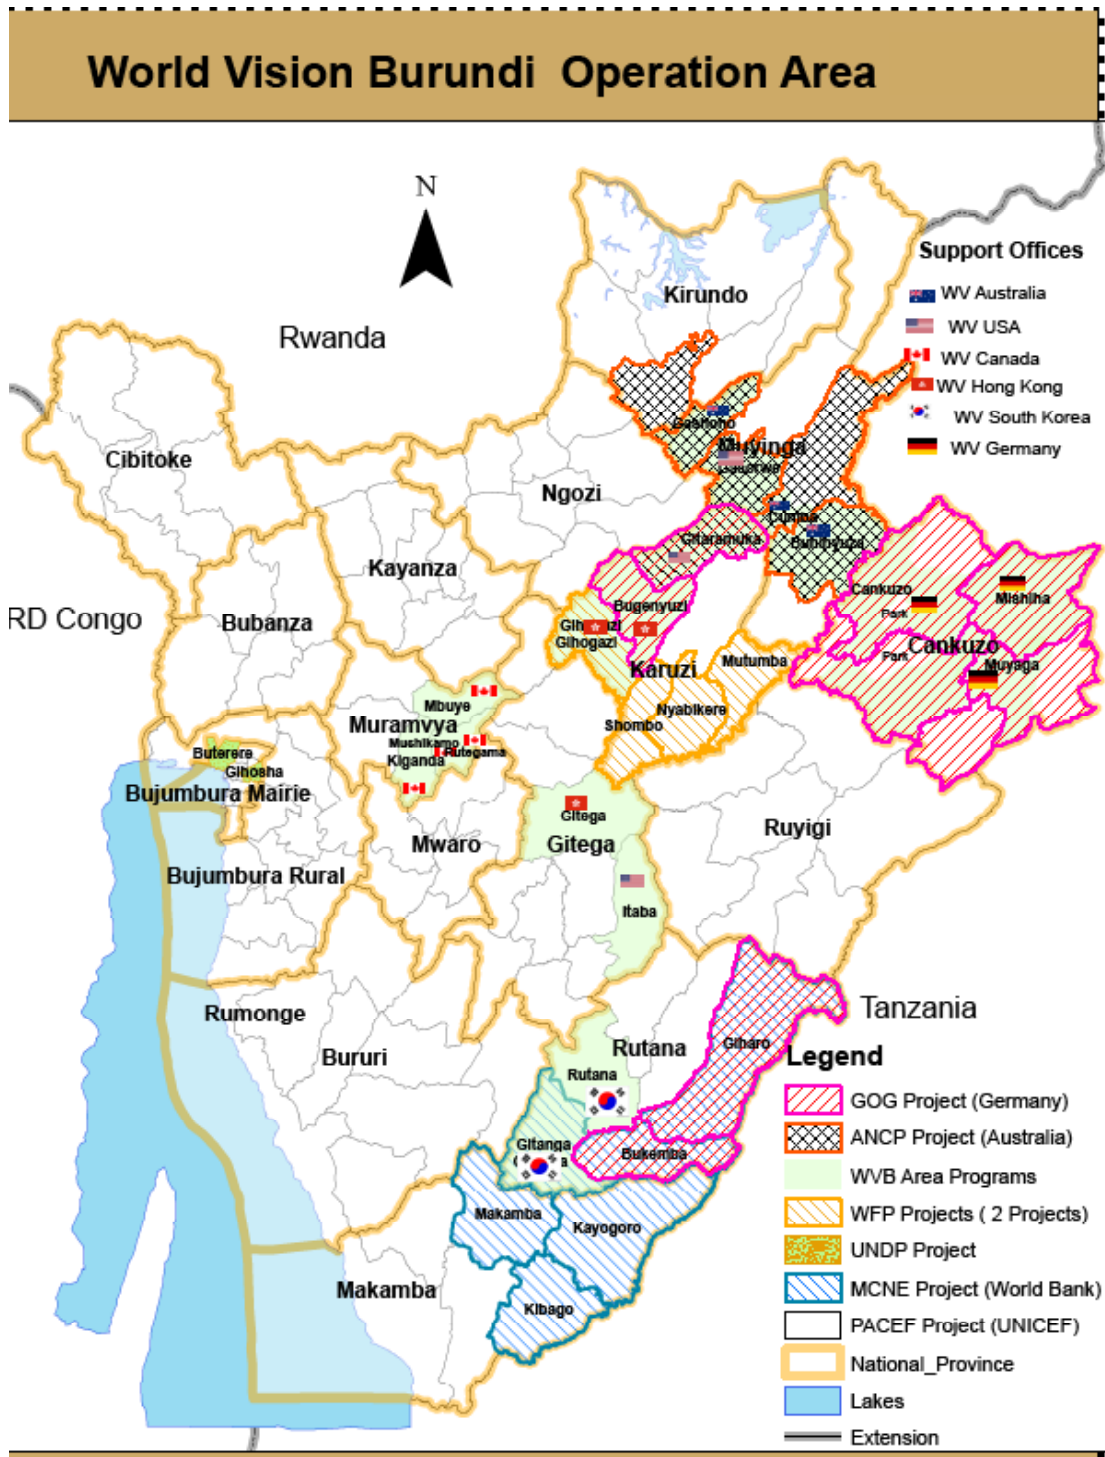 World Vision Burundi Operation Area
N
Support Offices
WV Australia
WV USA
WV Canada
WV Hong Kong
WV South Korea
WV Germany
Rwanda
Kirundo
Cibitoke
Ngozi
Gashoho
Muyinga
Kayanza
Gitaramuka
Buhinyuza
RD Congo
Bubanza
Cankuzo
Park
Mishiha
Bugenyuzi
Gihogazi
Park
Cankuzo
Muyaga
Karuzi
Mutumba
Mbuye
Nyabikere
Shombo
Muramvya
Mushikamo
Rutegama
Kiganda
Buterere
Gihosha
Bujumbura Mairie
Gitega
Gitega
Mwaro
Ruyigi
Bujumbura Rural
Itaba
Rumonge
Tanzania
Bururi
Rutana
Giharo
Rutana
Gitanga
Bukemba
Makamba
Kayogoro
Makamba
Kibago
Legend
GOG Project (Germany)
ANCP Project (Australia)
WVB Area Programs
WFP Projects ( 2 Projects)
UNDP Project
MCNE Project (World Bank)
PACEF Project (UNICEF)
National_Province
Lakes
Extension